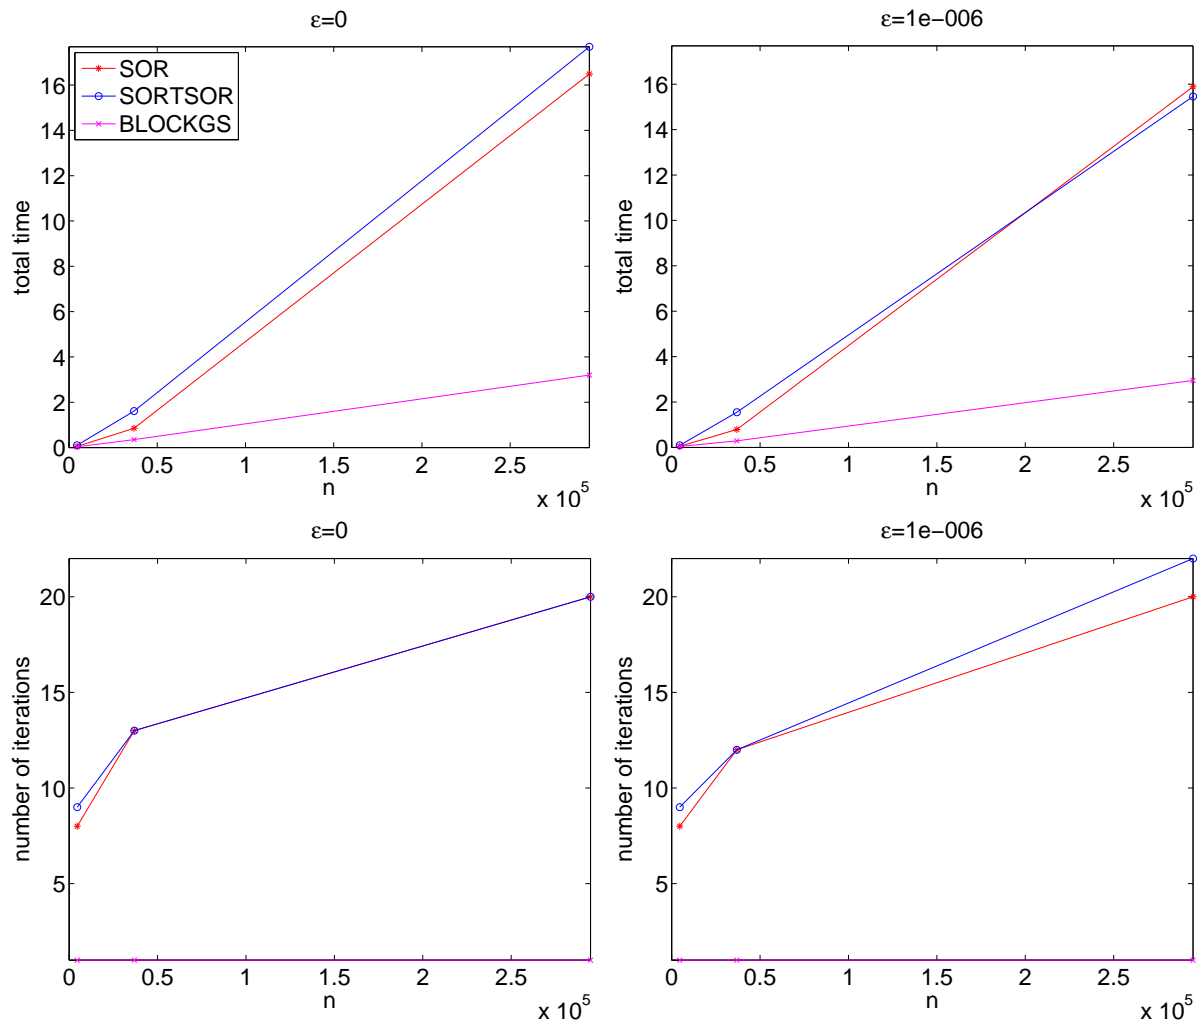 ε=0
SOR
SORTSOR
BLOCKGS
16
14
12
10
8
6
4
2
0
total time
0 0.5 1 1.5 2 2.5
n
x 10^5
ε=1e−006
16
14
12
10
8
6
4
2
0
total time
0 0.5 1 1.5 2 2.5
n
x 10^5
ε=0
20
15
10
5
number of iterations
0 0.5 1 1.5 2 2.5
n
x 10^5
ε=1e−006
20
15
10
5
number of iterations
0 0.5 1 1.5 2 2.5
n
x 10^5